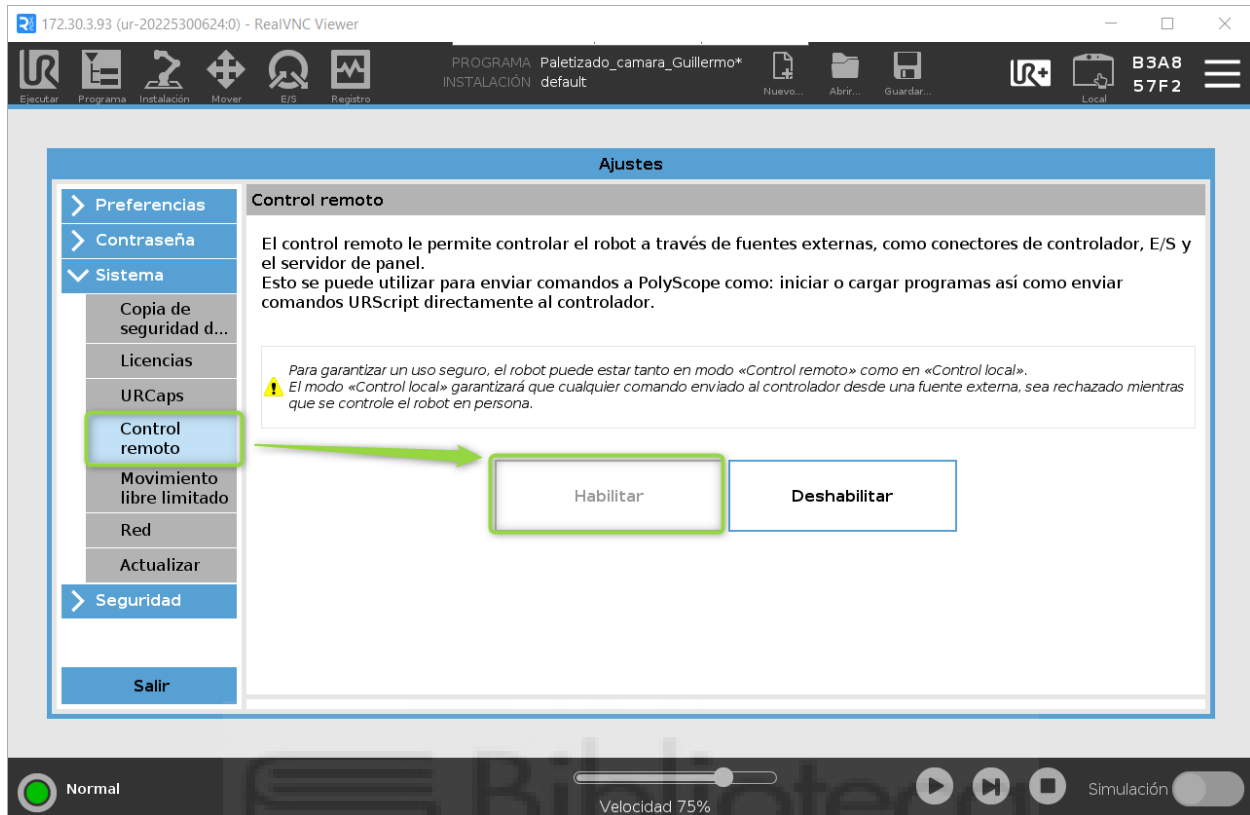 172.30.3.93 (ur-20225300624:0) - RealVNC Viewer
UR
Ejecutar
Programa
Instalación
Mover
E/S
Registro
PROGRAMA Paletizado_camara_Guillermo*
INSTALACIÓN default
Nuevo...
Abrir...
Guardar...
UR+
Local
B3A8
57F2
Ajustes
Preferencias
Contraseña
Sistema
Copia de
seguridad d...
Licencias
URCaps
Control
remoto
Movimiento
libre limitado
Red
Actualizar
Seguridad
Salir
Control remoto
El control remoto le permite controlar el robot a través de fuentes externas, como conectores de controlador, E/S y
el servidor de panel.
Esto se puede utilizar para enviar comandos a PolyScope como: iniciar o cargar programas así como enviar
comandos URScript directamente al controlador.
Para garantizar un uso seguro, el robot puede estar tanto en modo «Control remoto» como en «Control local».
El modo «Control local» garantizará que cualquier comando enviado al controlador desde una fuente externa, sea rechazado mientras
que se controle el robot en persona.
Habilitar
Deshabilitar
Normal
Velocidad 75%
Simulación